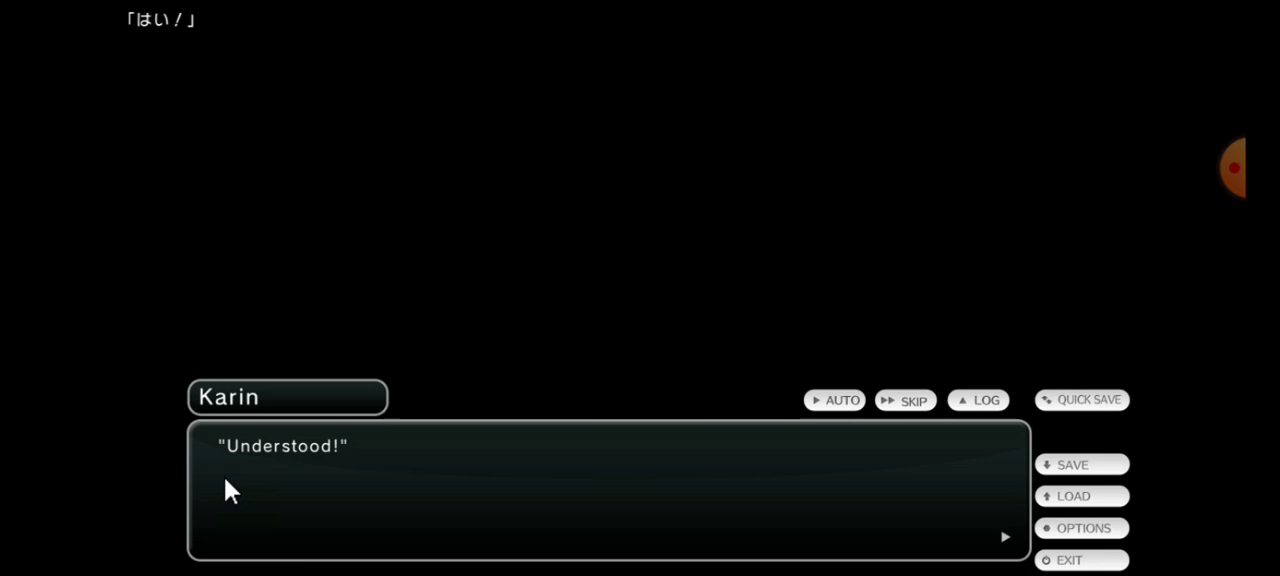 「はい！」
Karin
AUTO
SKIP
LOG
QUICK SAVE
"Understood!"
SAVE
LOAD
OPTIONS
EXIT